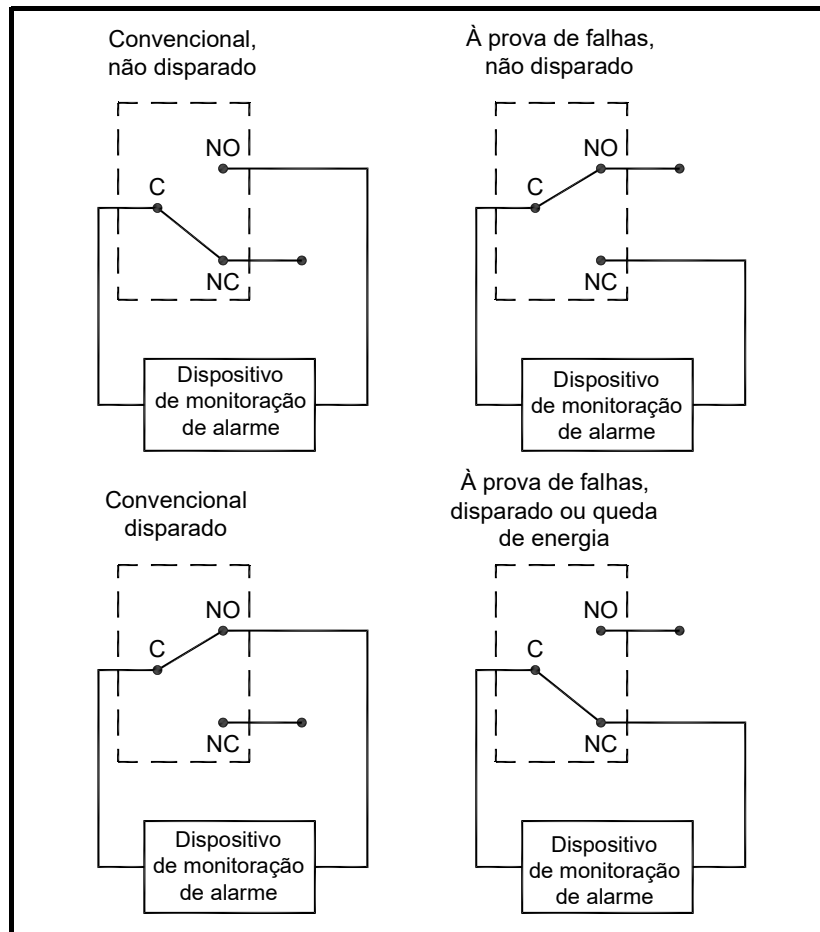 Convencional,
não disparado
NO
C
NC
Dispositivo
de monitoração
de alarme
À prova de falhas,
não disparado
NO
C
NC
Dispositivo
de monitoração
de alarme
Convencional
disparado
NO
C
NC
Dispositivo
de monitoração
de alarme
À prova de falhas,
disparado ou queda
de energia
NO
C
NC
Dispositivo
de monitoração
de alarme